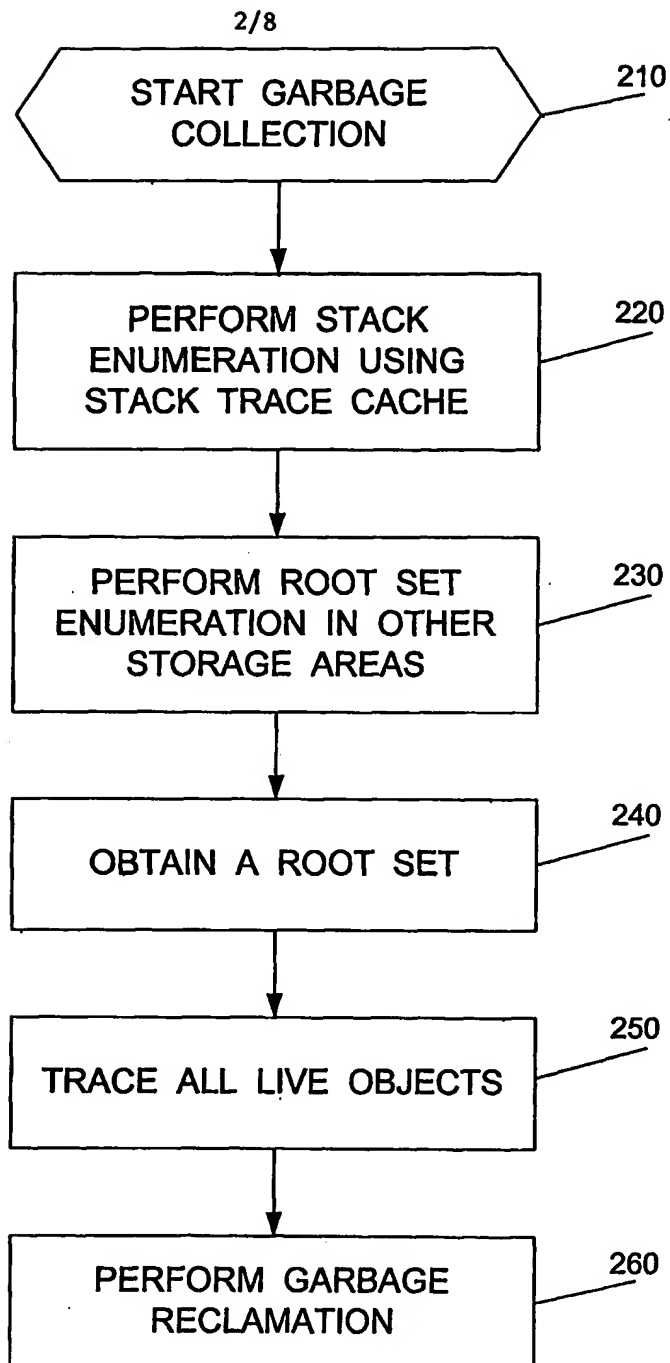 2/8
START GARBAGE
COLLECTION
210
PERFORM STACK
ENUMERATION USING
STACK TRACE CACHE
220
PERFORM ROOT SET
ENUMERATION IN OTHER
STORAGE AREAS
230
OBTAIN A ROOT SET
240
TRACE ALL LIVE OBJECTS
250
PERFORM GARBAGE
RECLAMATION
260